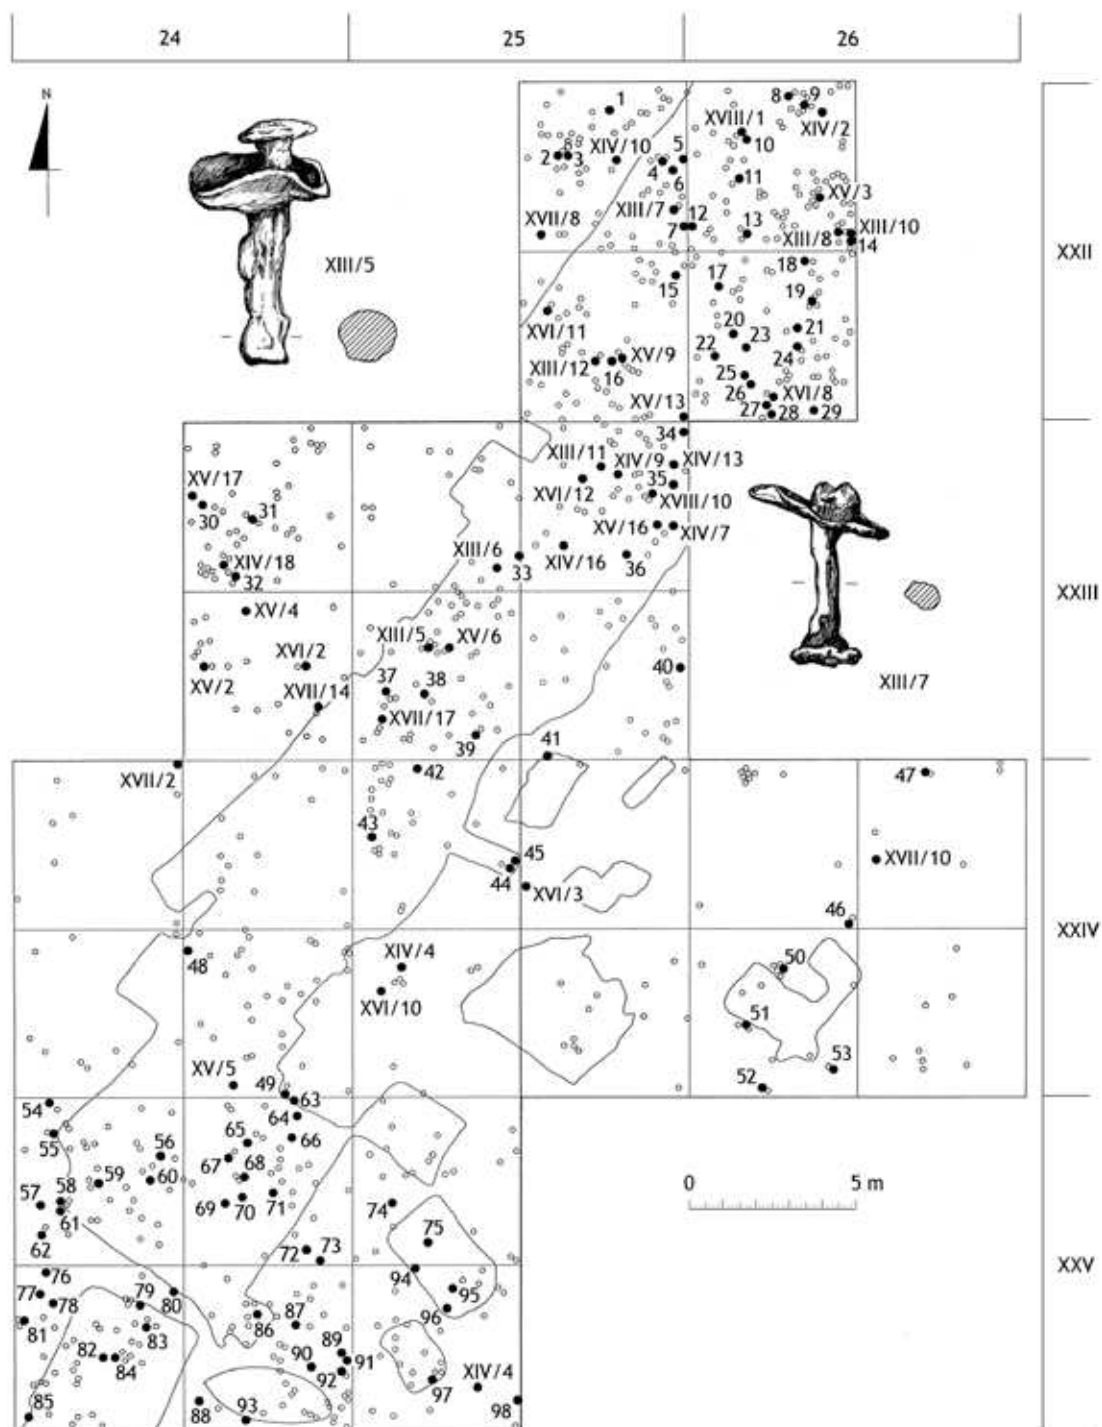 24 25 26
N
8 9
1 XVIII/1 XIV/2
XIV/10 5 10
2 3 4
6 11
XV/3
XIII/7 12
XVII/8 7 13 XIII/8 XIII/10
14
XXII
XIII/5
18
15 17
19
XVI/11
20 21
23
22 24
XIII/12 16 XV/9
25
26 XVI/8
XV/13 27 28 29
34
XIII/11 XIV/9 XIV/13
XV/17 35
30 31 XVI/12 XVIII/10
XV/16 XIV/7
XIII/6
XIV/18 33 XIV/16 36
32
XXIII
XV/4
XIII/5 XV/6
XVI/2
XV/2 40
XVII/14 37 38 XIII/7
XVII/17
39
41
XVII/2 42 47
43
45
44 XVI/3 XVII/10
46
XXIV
48
XIV/4 50
XVI/10
51
53
XV/5 49 52
63
54 64
55 65 66
56
67 68
59 60
57 58 5 m
0
61 69 70 71 74
62 75
72 73
XXV
76 94
77 79 95
78 80 96
81 86 87
83
82 84 89
90 91
92 XIV/4
97
85 88 93 98